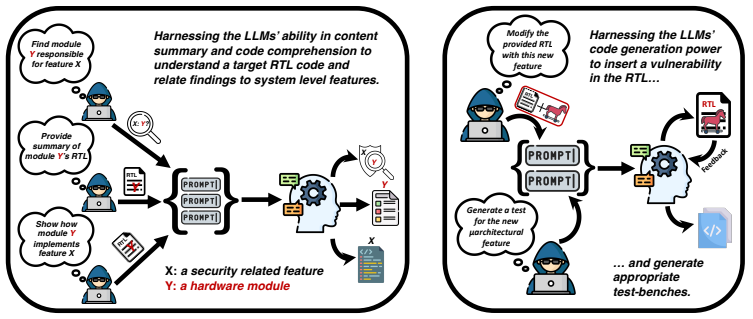 Find module
Y responsible
for feature X
Harnessing the LLMs' ability in content
summary and code comprehension to
understand a target RTL code and
relate findings to system level features.
X: Y?
Provide
summary of
module Y's RTL
RTL
Y
Show how
module Y
implements
feature X
RTL
PROMPT
PROMPT
PROMPT
X
Y
Y
X
X: a security related feature
Y: a hardware module
Modify the
provided RTL
with this new
feature
Harnessing the LLMs'
code generation power
to insert a vulnerability
in the RTL...
RTL
RTL
Feedback
PROMPT
PROMPT
Generate a test
for the new
µarchitectural
feature
</>
... and generate
appropriate
test-benches.